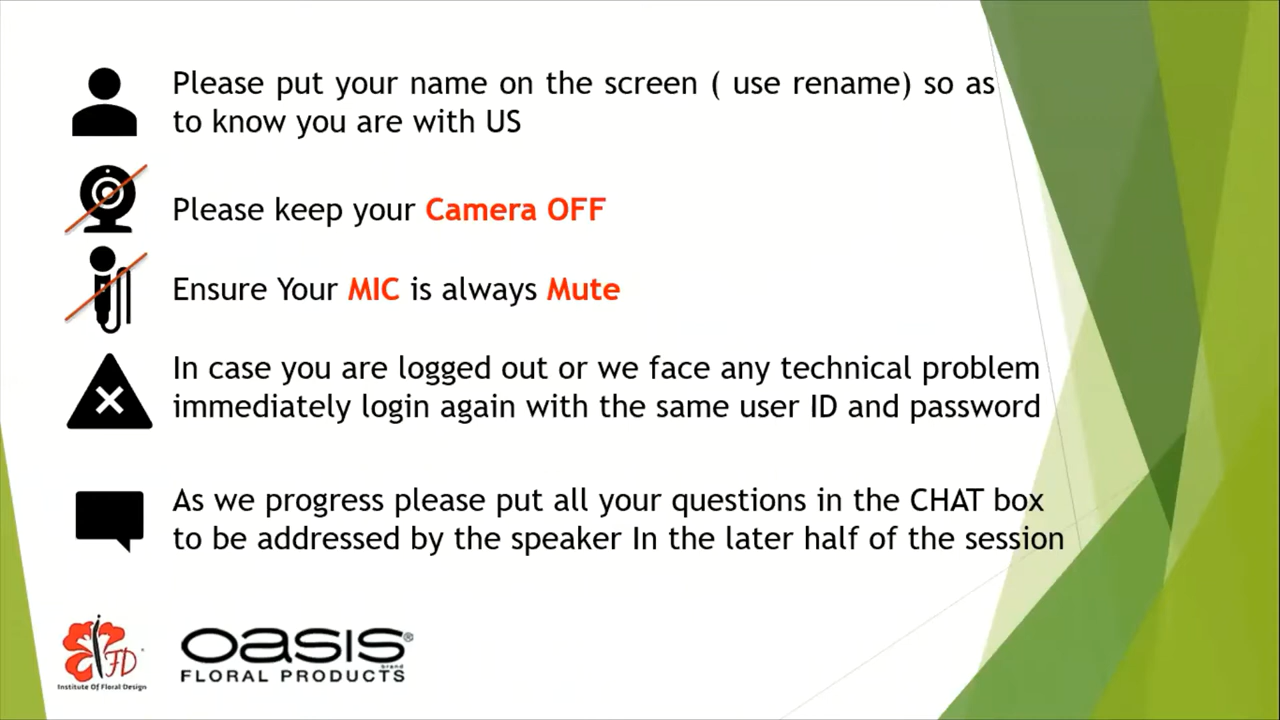 Please put your name on the screen ( use rename) so as
to know you are with US
Please keep your Camera OFF
Ensure Your MIC is always Mute
In case you are logged out or we face any technical problem
immediately login again with the same user ID and password
As we progress please put all your questions in the CHAT box
to be addressed by the speaker In the later half of the session
iFD
Institute Of Floral Design
OASIS®
brand
FLORAL PRODUCTS